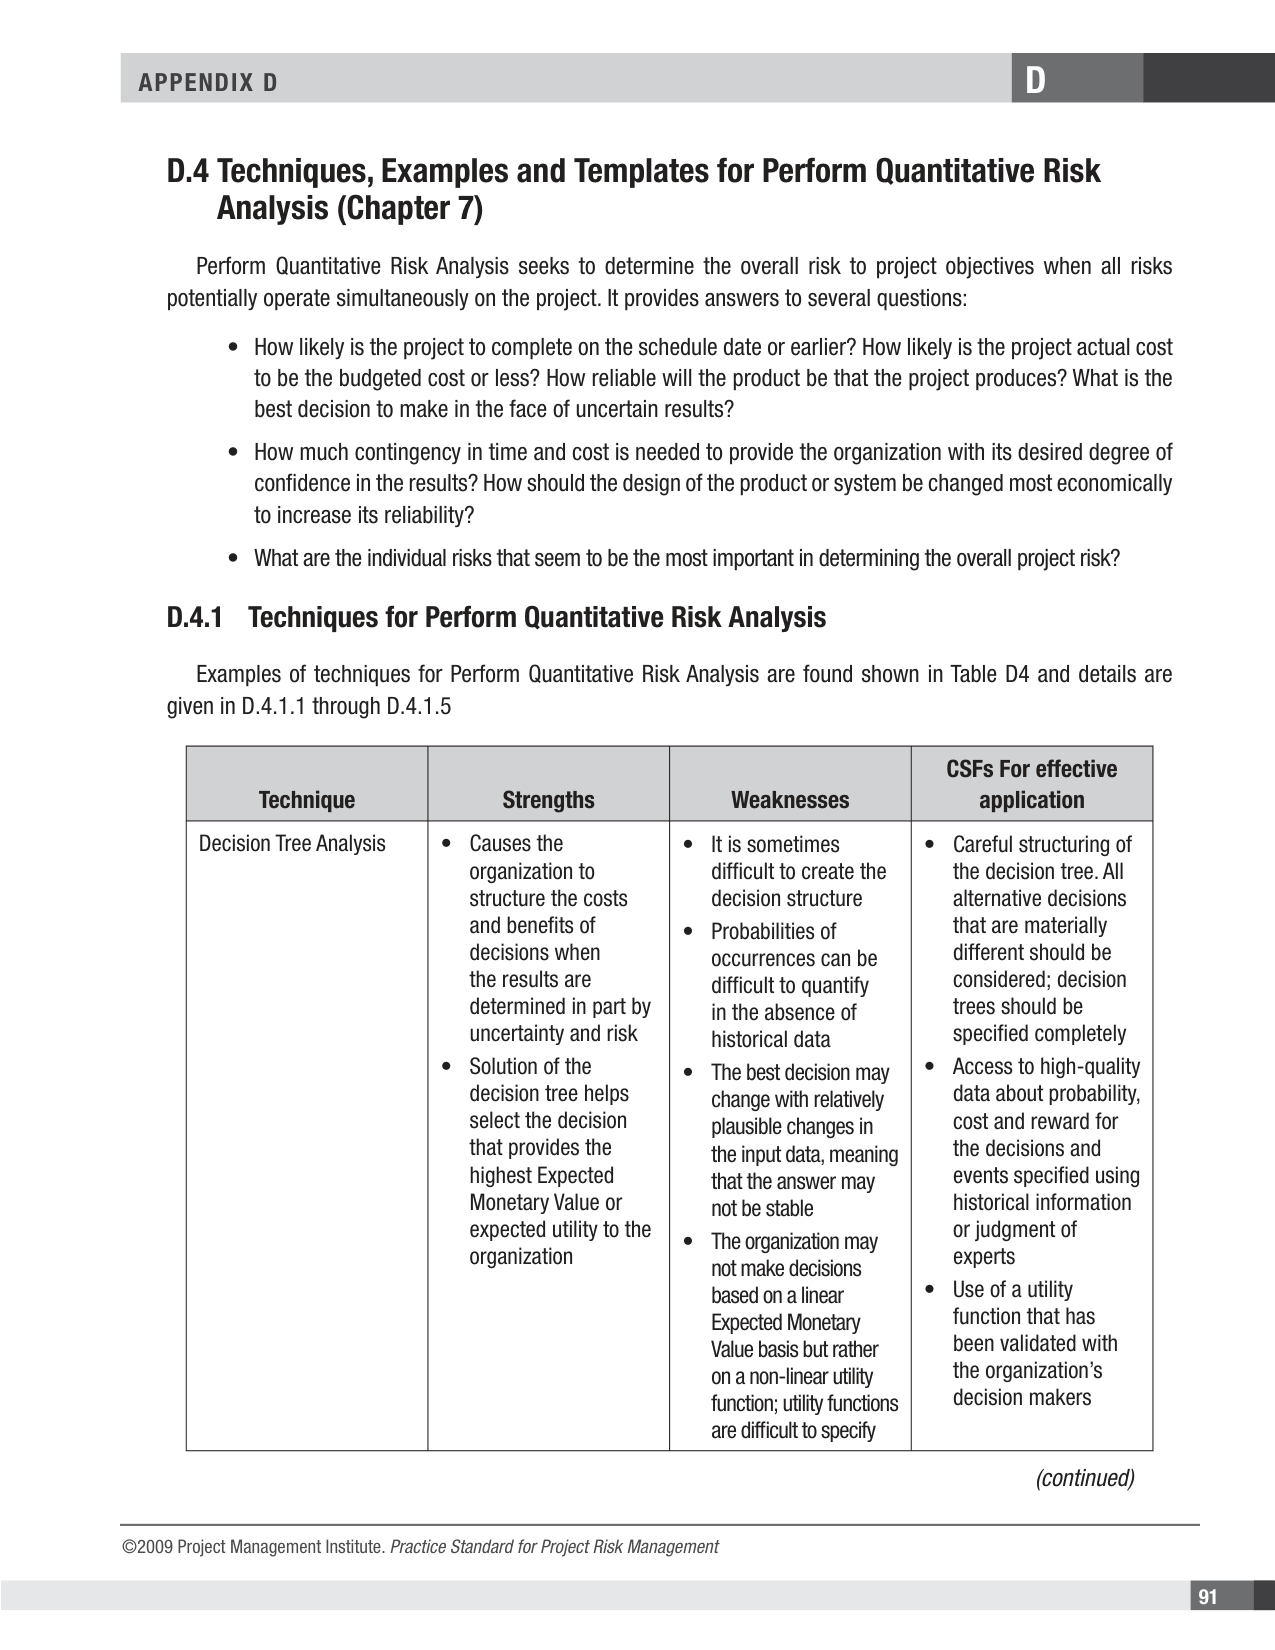 APPENDIX D
D
D.4 Techniques, Examples and Templates for Perform Quantitative Risk
Analysis (Chapter 7)
Perform Quantitative Risk Analysis seeks to determine the overall risk to project objectives when all risks
potentially operate simultaneously on the project. It provides answers to several questions:
• How likely is the project to complete on the schedule date or earlier? How likely is the project actual cost
to be the budgeted cost or less? How reliable will the product be that the project produces? What is the
best decision to make in the face of uncertain results?
• How much contingency in time and cost is needed to provide the organization with its desired degree of
confidence in the results? How should the design of the product or system be changed most economically
to increase its reliability?
• What are the individual risks that seem to be the most important in determining the overall project risk?
D.4.1 Techniques for Perform Quantitative Risk Analysis
Examples of techniques for Perform Quantitative Risk Analysis are found shown in Table D4 and details are
given in D.4.1.1 through D.4.1.5
Technique
Strengths
Weaknesses
CSFs For effective
application
Decision Tree Analysis
• Causes the
organization to
structure the costs
and benefits of
decisions when
the results are
determined in part by
uncertainty and risk
• Solution of the
decision tree helps
select the decision
that provides the
highest Expected
Monetary Value or
expected utility to the
organization
• It is sometimes
difficult to create the
decision structure
• Probabilities of
occurrences can be
difficult to quantify
in the absence of
historical data
• The best decision may
change with relatively
plausible changes in
the input data, meaning
that the answer may
not be stable
• The organization may
not make decisions
based on a linear
Expected Monetary
Value basis but rather
on a non-linear utility
function; utility functions
are difficult to specify
• Careful structuring of
the decision tree. All
alternative decisions
that are materially
different should be
considered; decision
trees should be
specified completely
• Access to high-quality
data about probability,
cost and reward for
the decisions and
events specified using
historical information
or judgment of
experts
• Use of a utility
function that has
been validated with
the organization’s
decision makers
(continued)
©2009 Project Management Institute. Practice Standard for Project Risk Management
91